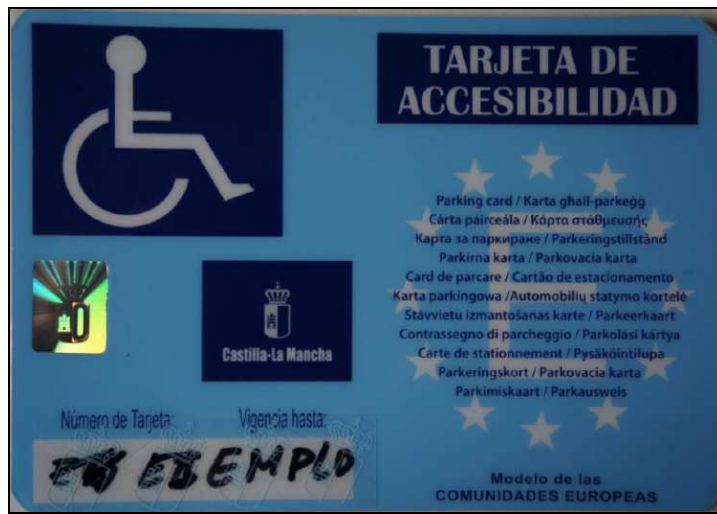 TARJETA DE
ACCESIBILIDAD
Parking card / Karta għall-parkeġġ
Cárta páirceála / Κάρτα στάθμευσής
Карта за паркиране / Parkeringstillstånd
Parkirna karta / Parkovacia karta
Card de parcare / Cartão de estacionamento
Karta parkingowa /Automobilių statymo kortelė
Stāvvietu izmantošanas karte / Parkeerkaart
Contrassegno di parcheggio / Parkolási kártya
Carte de stationnement / Pysäköintilupa
Parkeringskort / Parkovacia karta
Parkimiskaart / Parkausweis
Modelo de las
COMUNIDADES EUROPEAS
Castilla-La Mancha
Número de Tarjeta: Vigencia hasta:
EJEMPLO